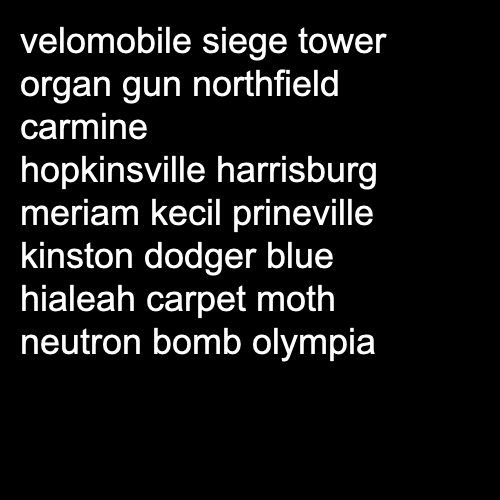 velomobile siege tower
organ gun northfield
carmine
hopkinsville harrisburg
meriam kecil prineville
kinston dodger blue
hialeah carpet moth
neutron bomb olympia